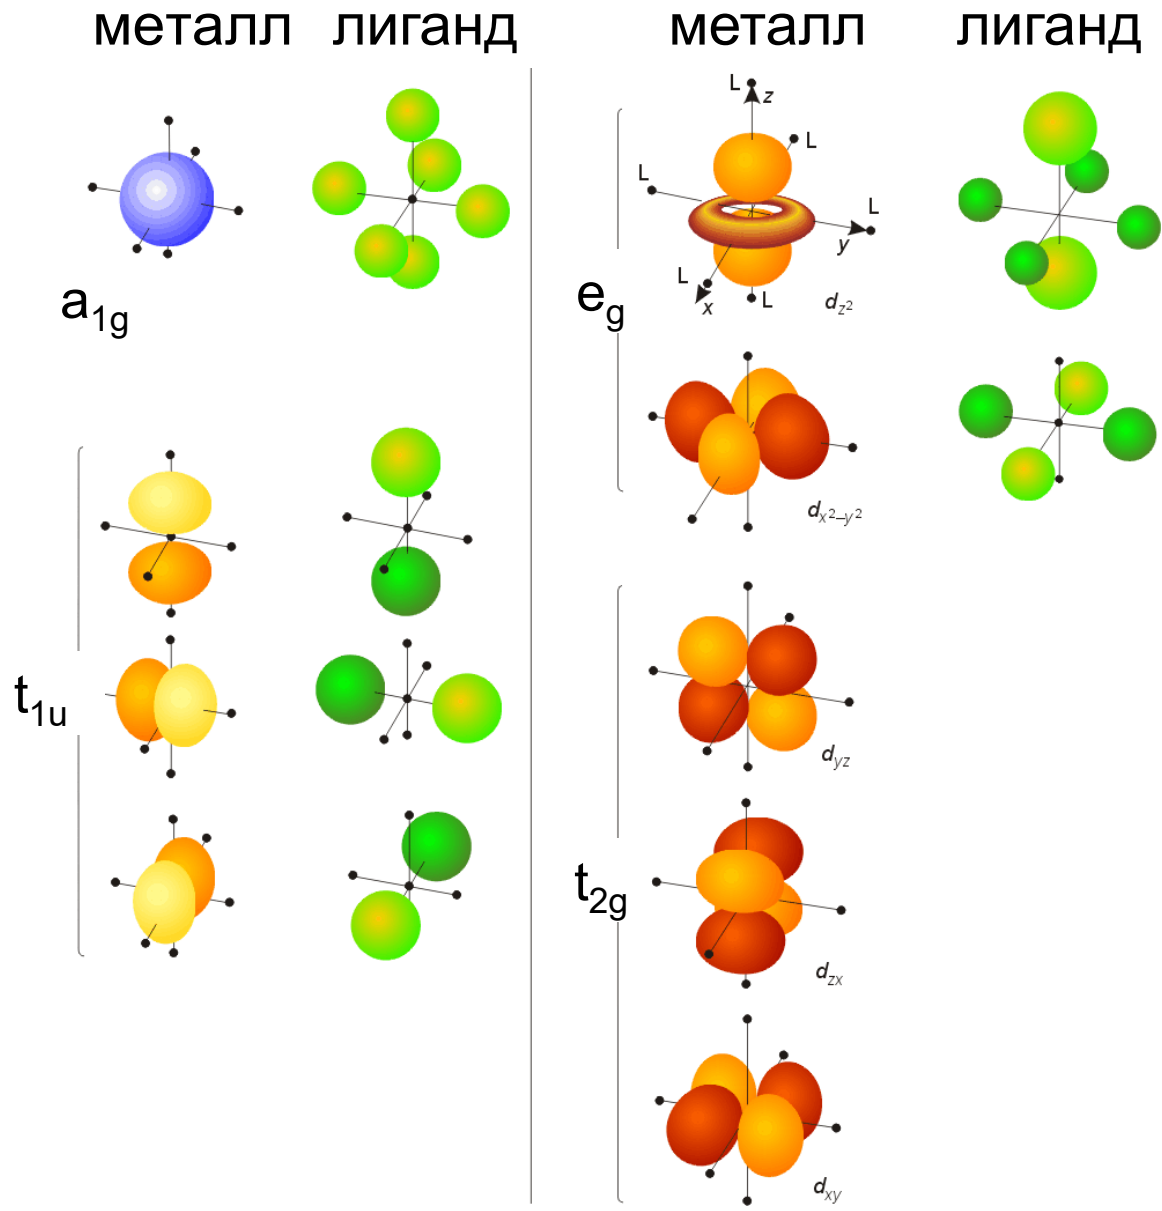 металл лиганд
a1g
t1u
металл лиганд
L z
L
L
L
y
L
x
L
eg
dz2
dx2–y2
dyz
t2g
dzx
dxy